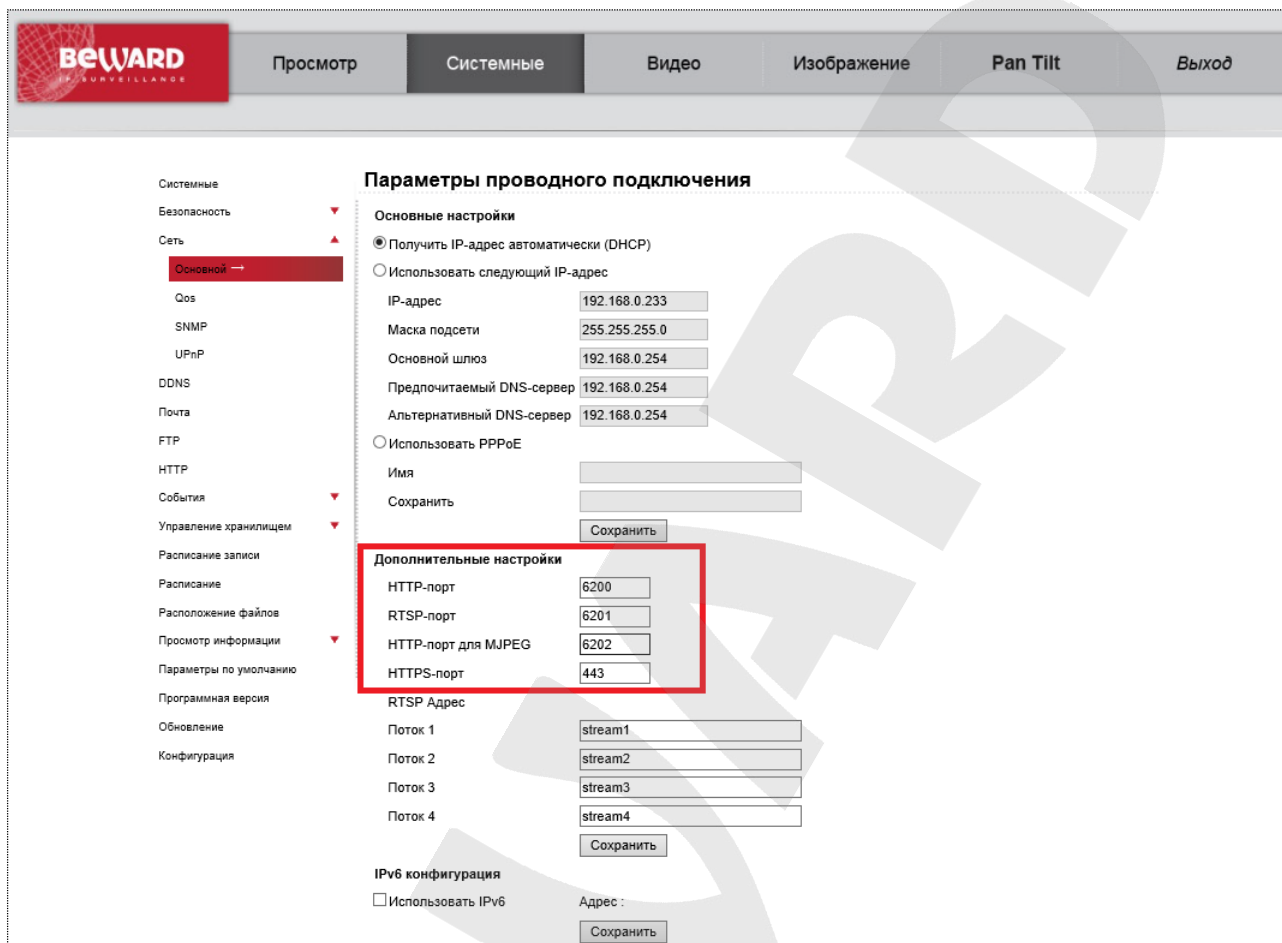 BEWARD
IP SURVEILLANCE
Просмотр
Системные
Видео
Изображение
Pan Tilt
Выход
Системные
Безопасность
Сеть
Основной →
Qos
SNMP
UPnP
DDNS
Почта
FTP
HTTP
События
Управление хранилищем
Расписание записи
Расписание
Расположение файлов
Просмотр информации
Параметры по умолчанию
Программная версия
Обновление
Конфигурация
Параметры проводного подключения
Основные настройки
Получить IP-адрес автоматически (DHCP)
Использовать следующий IP-адрес
IP-адрес 192.168.0.233
Маска подсети 255.255.255.0
Основной шлюз 192.168.0.254
Предпочитаемый DNS-сервер 192.168.0.254
Альтернативный DNS-сервер 192.168.0.254
Использовать PPPoE
Имя
Сохранить
Сохранить
Дополнительные настройки
HTTP-порт 6200
RTSP-порт 6201
HTTP-порт для MJPEG 6202
HTTPS-порт 443
RTSP Адрес
Поток 1 stream1
Поток 2 stream2
Поток 3 stream3
Поток 4 stream4
Сохранить
IPv6 конфигурация
Использовать IPv6 Адрес :
Сохранить